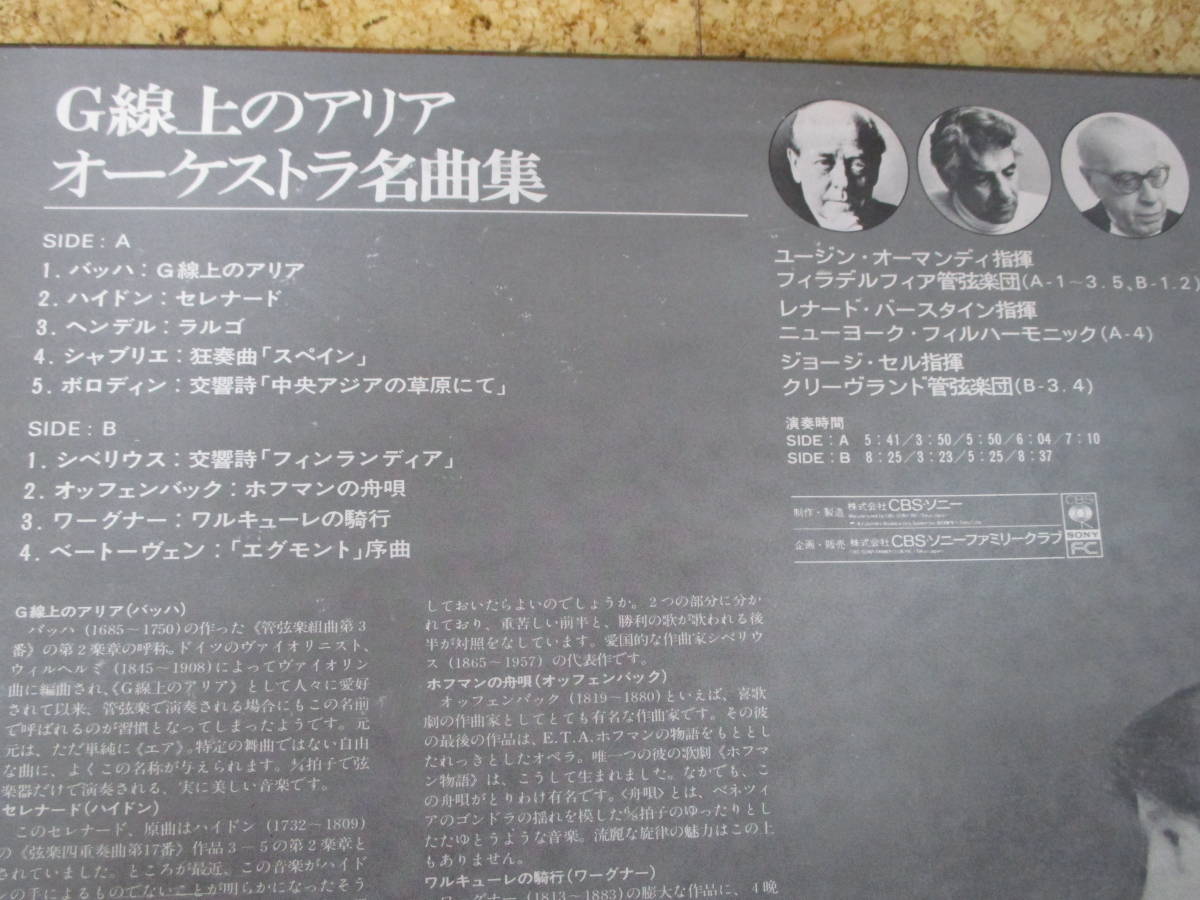 G線上のアリア
オーケストラ名曲集
SIDE : A
1. バッハ : G線上のアリア
2. ハイドン : セレナード
3. ヘンデル : ラルゴ
4. シャブリエ : 狂奏曲「スペイン」
5. ボロディン : 交響詩「中央アジアの草原にて」
SIDE : B
1. シベリウス : 交響詩「フィンランディア」
2. オッフェンバック : ホフマンの舟唄
3. ワーグナー : ワルキューレの騎行
4. ベートーヴェン : 「エグモント」序曲
ユージン・オーマンディ指揮
フィラデルフィア管弦楽団(A-1~3.5、B-1.2)
レナード・バースタイン指揮
ニューヨーク・フィルハーモニック(A-4)
ジョージ・セル指揮
クリーヴランド管弦楽団(B-3.4)
演奏時間
SIDE : A 5:41/3:50/5:50/6:04/7:10
SIDE : B 8:25/3:23/5:25/8:37
制作・製造 株式会社CBS・ソニー
企画・販売 株式会社CBS・ソニーファミリークラブ
CBS
SONY
FC
G線上のアリア(バッハ)
バッハ (1685~1750)の作った《管弦楽組曲第3
番》の第2楽章の呼称。ドイツのヴァイオリニスト、
ウィルヘルミ (1845~1908)によってヴァイオリン
曲に編曲され、《G線上のアリア》として人々に愛好
されて以来、管弦楽で演奏される場合にもこの名前
で呼ばれるのが習慣となってしまったようです。元
元は、ただ単純に《エア》。特定の舞曲ではない自由
な曲に、よくこの名称が与えられます。4/4拍子で弦
楽器だけで演奏される、実に美しい音楽です。
セレナード(ハイドン)
このセレナード、原曲はハイドン (1732~1809)
の《弦楽四重奏曲第17番》作品3-5の第2楽章と
されていました。ところが最近、この音楽がハイド
ンの手によるものでないことが明らかになったそう
しておいたらよいのでしょうか。2つの部分に分か
れており、重苦しい前半と、勝利の歌が歌われる後
半が対照をなしています。愛国的な作曲家シベリウ
ス (1865~1957) の代表作です。
ホフマンの舟唄(オッフェンバック)
オッフェンバック (1819~1880) といえば、喜歌
劇の作曲家としてとても有名な作曲家です。その彼
の最後の作品は、E.T.A.ホフマンの物語をもととし
たれっきとしたオペラ。唯一つの彼の歌劇《ホフマ
ン物語》は、こうして生まれました。なかでも、こ
の舟唄がとりわけ有名です。〈舟唄〉とは、ベネツィ
アのゴンドラの揺れを模した6/8拍子のゆったりとし
たたゆとうような音楽。流麗な旋律の魅力はこの上
もありません。
ワルキューレの騎行(ワーグナー)
ワーグナー (1813~1883) の膨大な作品に、4晩